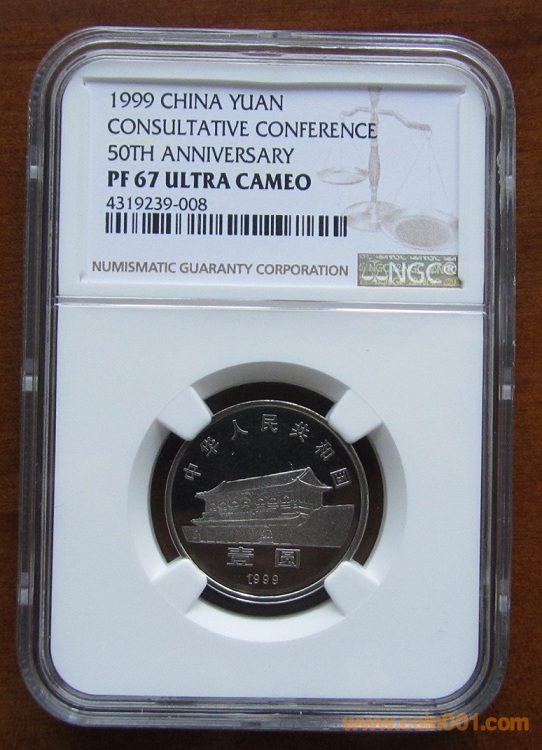 1999 CHINA YUAN
CONSULTATIVE CONFERENCE
50TH ANNIVERSARY
PF 67 ULTRA CAMEO
4319239-008
NUMISMATIC GUARANTY CORPORATION
NGC®
中华人民共和国
壹圆
1999
www.coin001.com